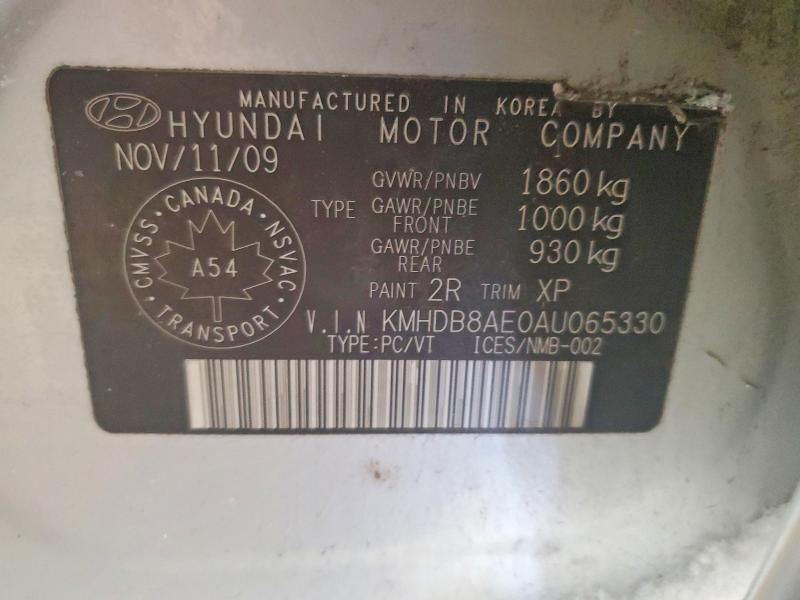 MANUFACTURED IN KOREA BY
HYUNDAI MOTOR COMPANY
NOV/11/09
GVWR/PNBV 1860 kg
TYPE GAWR/PNBE FRONT 1000 kg
GAWR/PNBE REAR 930 kg
PAINT 2R TRIM XP
CMVSS · CANADA · NSVAC
A54
TRANSPORT
V.I.N KMHDB8AE0AU065330
TYPE:PC/VT ICES/NMB-002